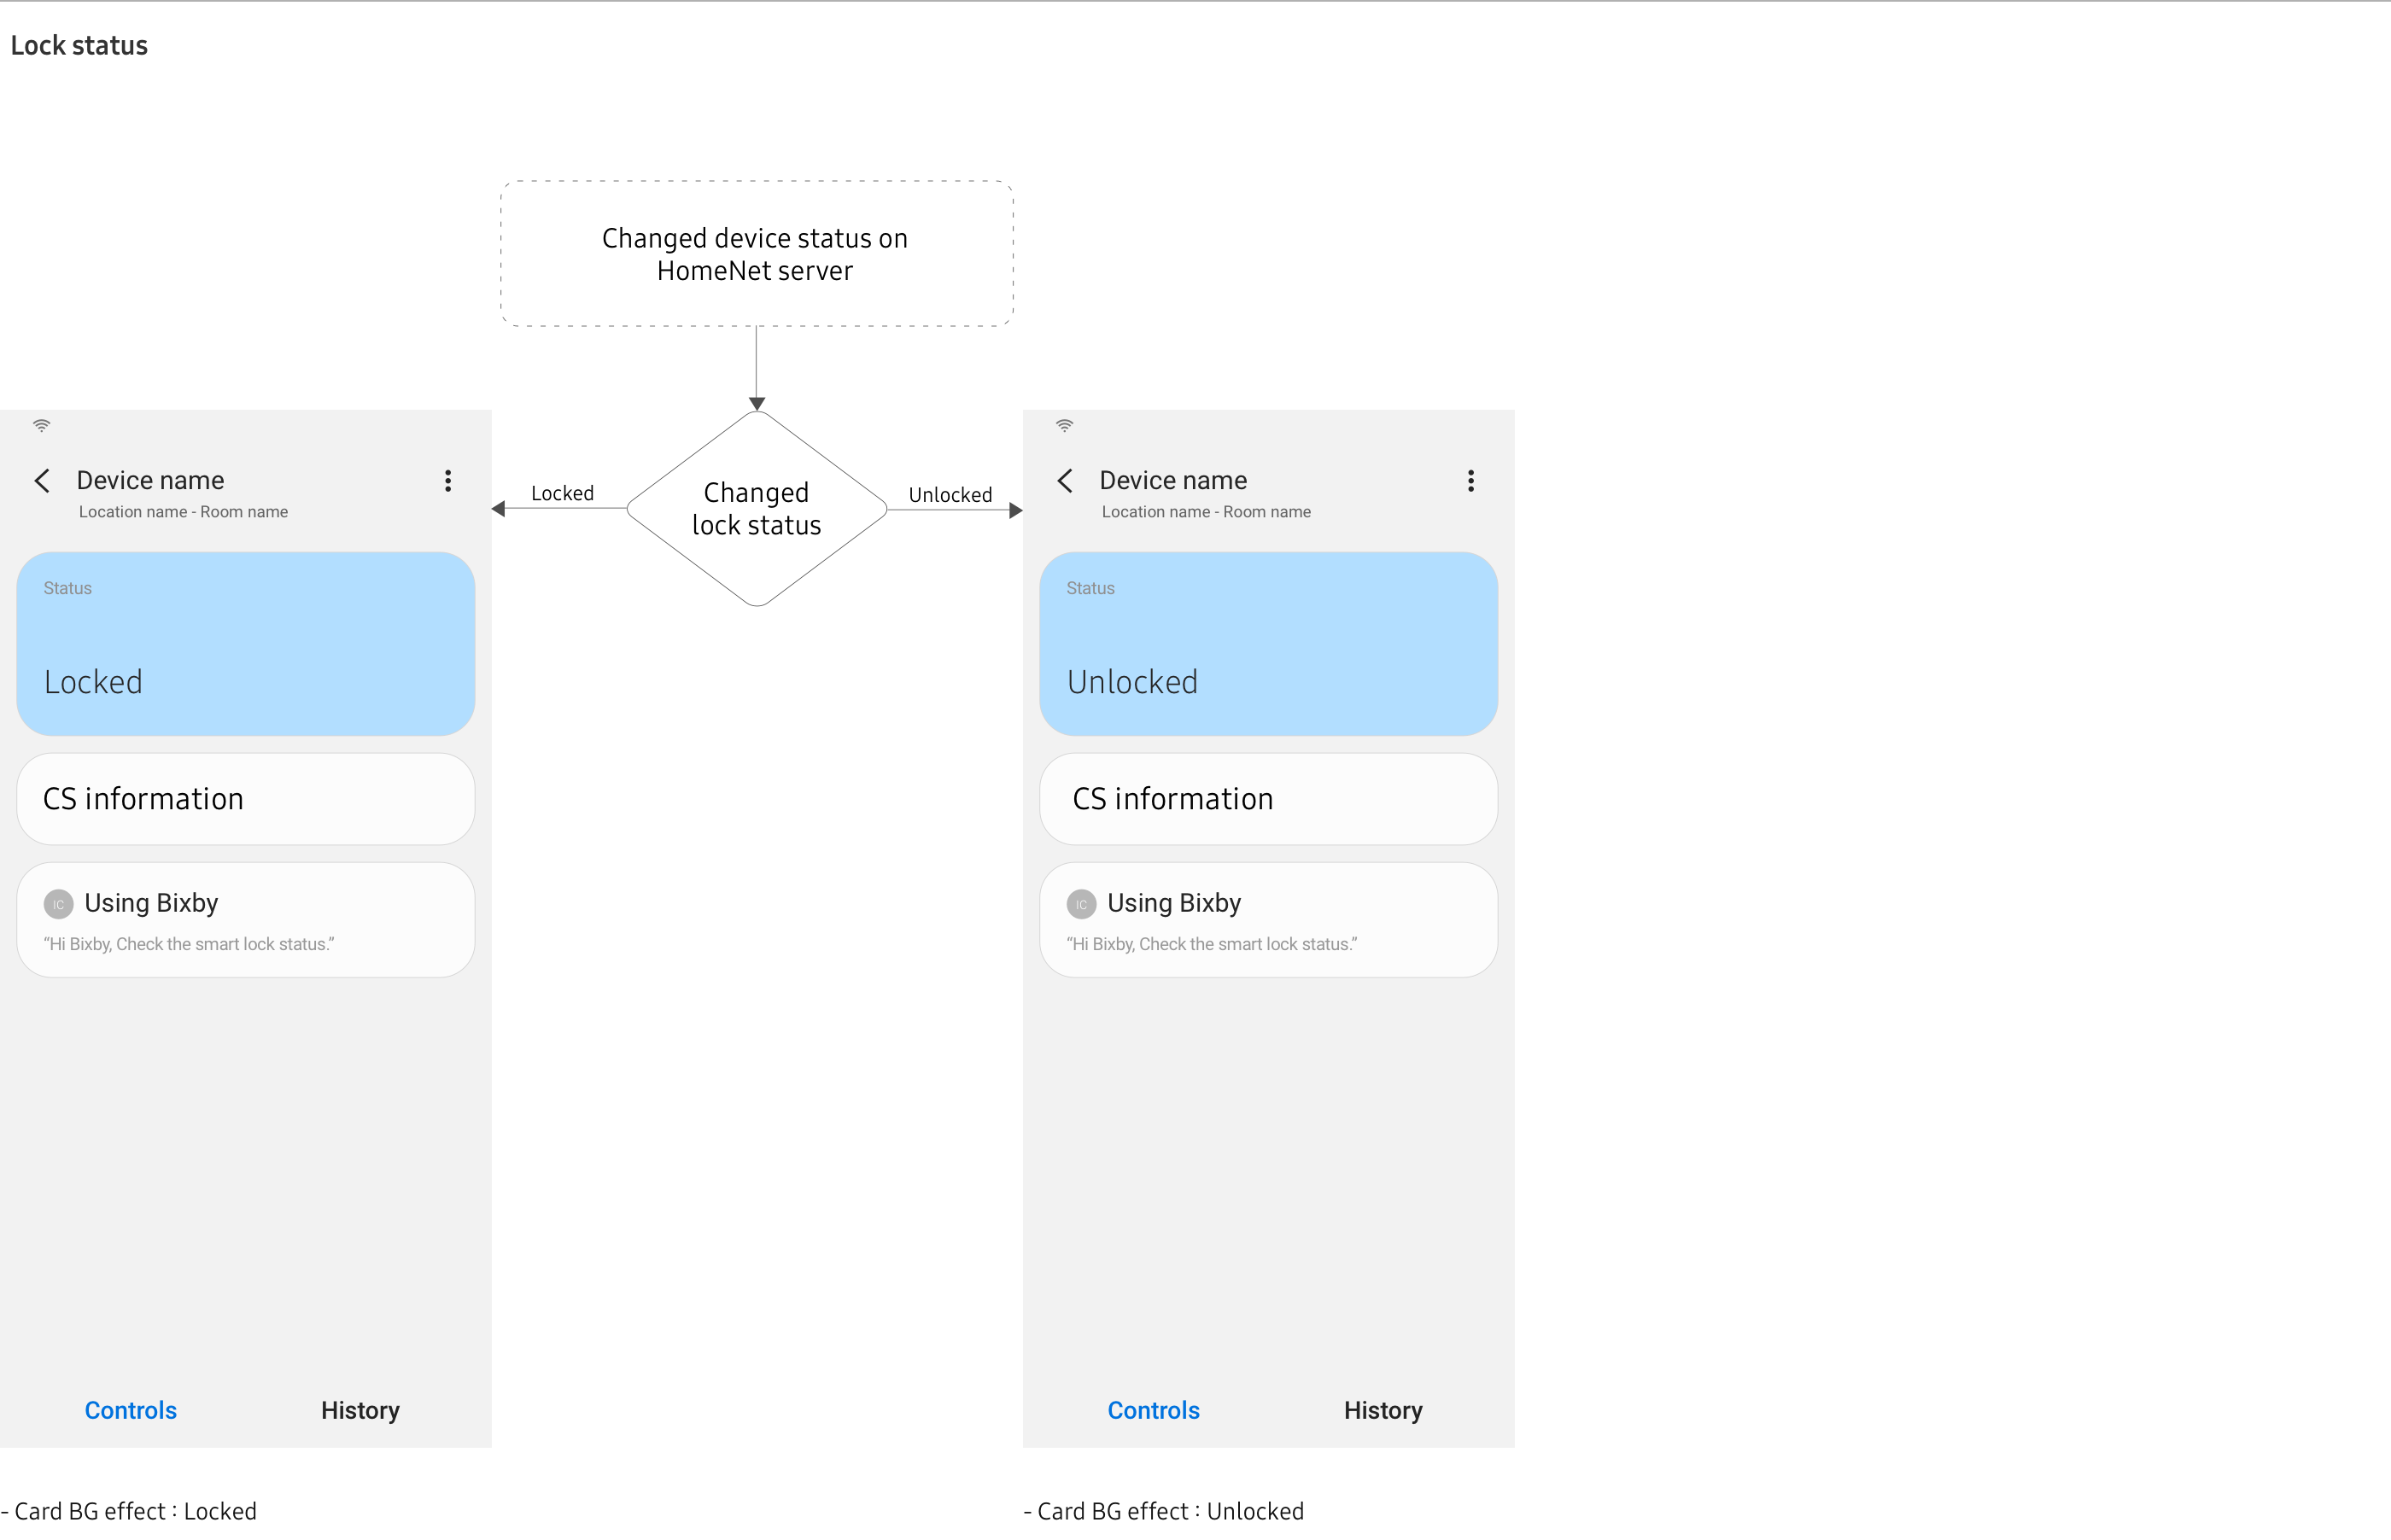 Lock status
Changed device status on
HomeNet server
Changed
lock status
Locked
Unlocked
Device name
Location name - Room name
Status
Locked
CS information
IC
Using Bixby
“Hi Bixby, Check the smart lock status.”
Controls
History
- Card BG effect : Locked
Device name
Location name - Room name
Status
Unlocked
CS information
IC
Using Bixby
“Hi Bixby, Check the smart lock status.”
Controls
History
- Card BG effect : Unlocked